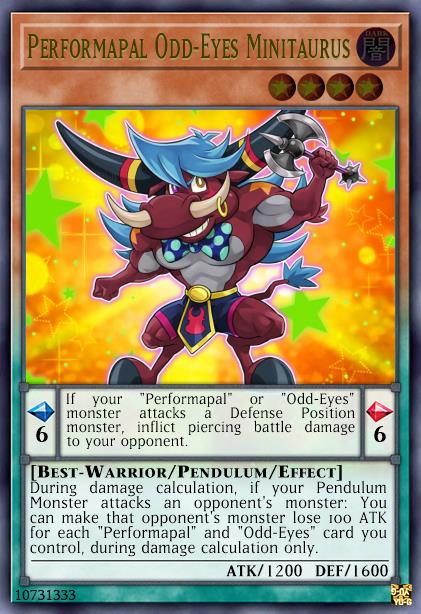 PERFORMAPAL ODD-EYES MINITAURUS
DARK
闇
If your "Performapal" or "Odd-Eyes"
monster attacks a Defense Position
monster, inflict piercing battle damage
to your opponent.
6
6
[BEST-WARRIOR/PENDULUM/EFFECT]
During damage calculation, if your Pendulum
Monster attacks an opponent's monster: You
can make that opponent's monster lose 100 ATK
for each "Performapal" and "Odd-Eyes" card you
control, during damage calculation only.
ATK/1200 DEF/1600
10731333